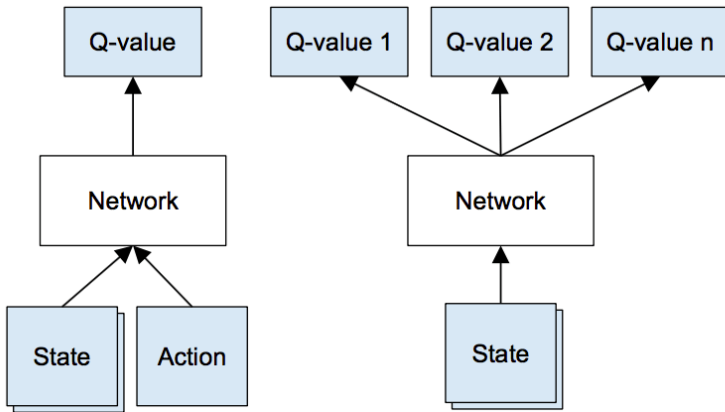 Q-value
Q-value 1
Q-value 2
Q-value n
Network
Network
State
Action
State